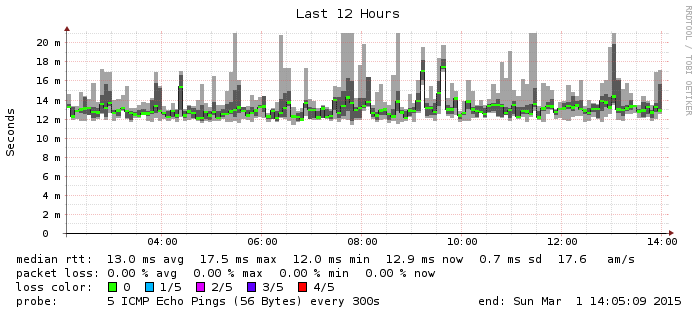 Last 12 Hours
RRDTOOL / TOBI OETIKER
Seconds
20 m
18 m
16 m
14 m
12 m
10 m
8 m
6 m
4 m
2 m
0
04:00 06:00 08:00 10:00 12:00 14:00
median rtt: 13.0 ms avg 17.5 ms max 12.0 ms min 12.9 ms now 0.7 ms sd 17.6 am/s
packet loss: 0.00 % avg 0.00 % max 0.00 % min 0.00 % now
loss color: 0 1/5 2/5 3/5 4/5
probe: 5 ICMP Echo Pings (56 Bytes) every 300s end: Sun Mar 1 14:05:09 2015